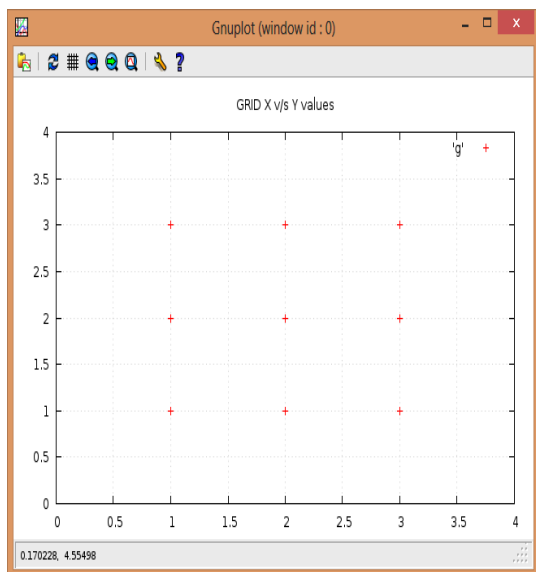 Gnuplot (window id : 0)
GRID X v/s Y values
'g'
4
3.5
3
2.5
2
1.5
1
0.5
0
0 0.5 1 1.5 2 2.5 3 3.5 4
0.170228, 4.55498